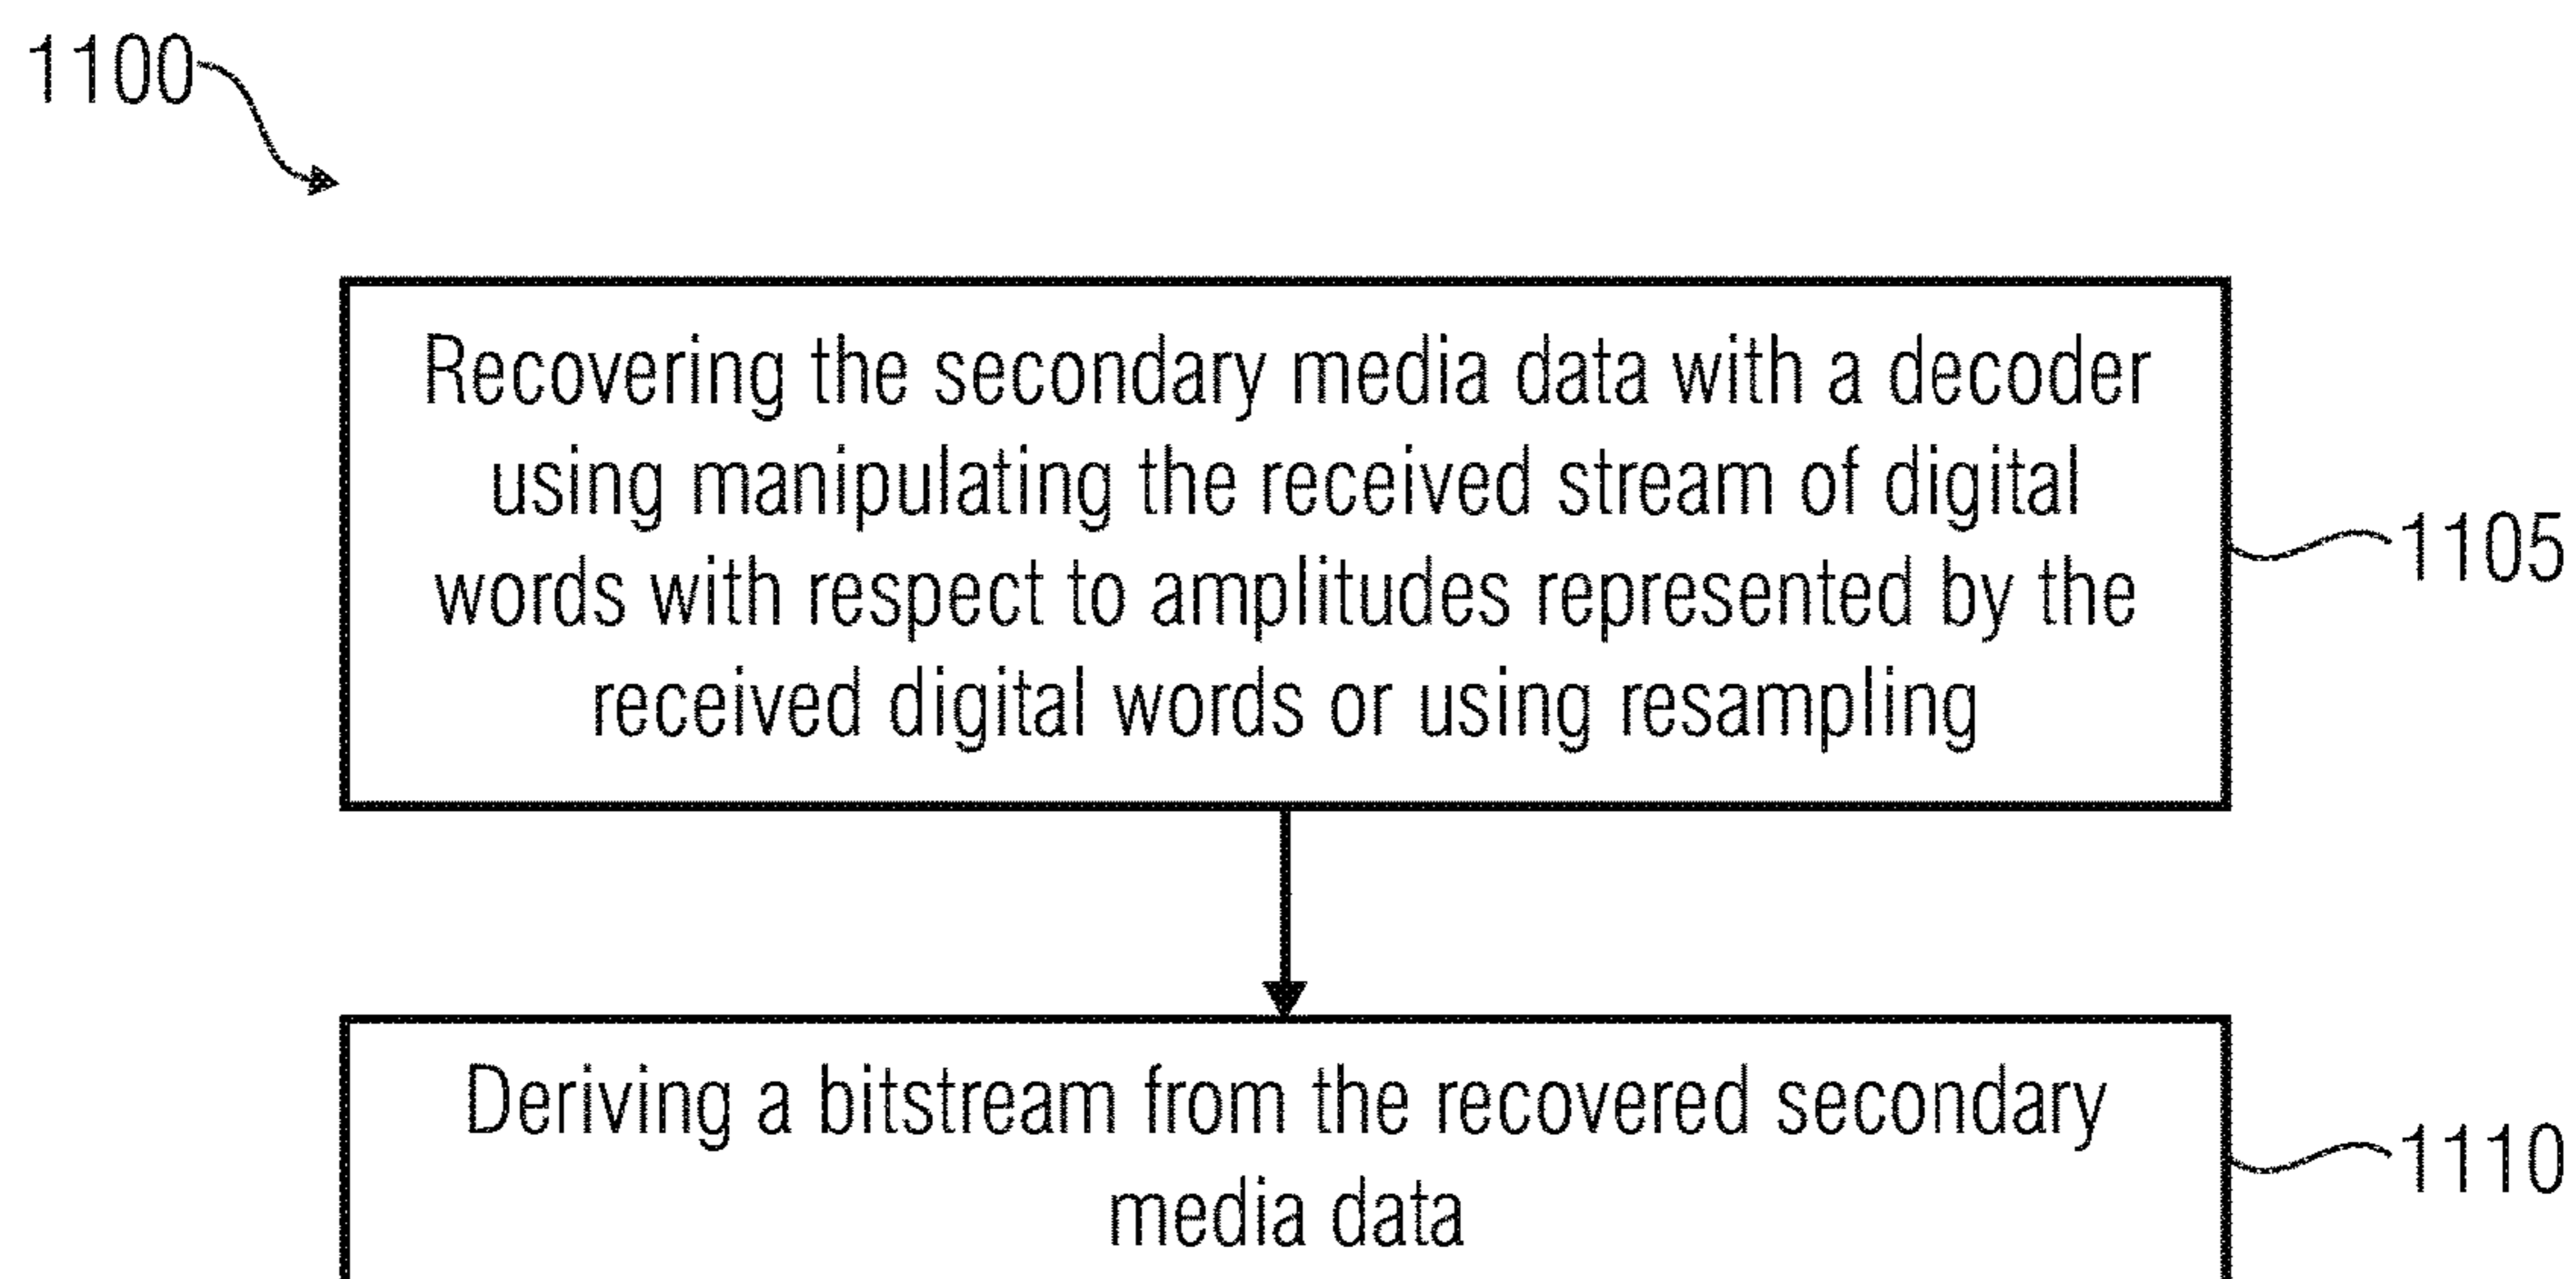 1100
Recovering the secondary media data with a decoder
using manipulating the received stream of digital
words with respect to amplitudes represented by the
received digital words or using resampling
1105
Deriving a bitstream from the recovered secondary
media data
1110